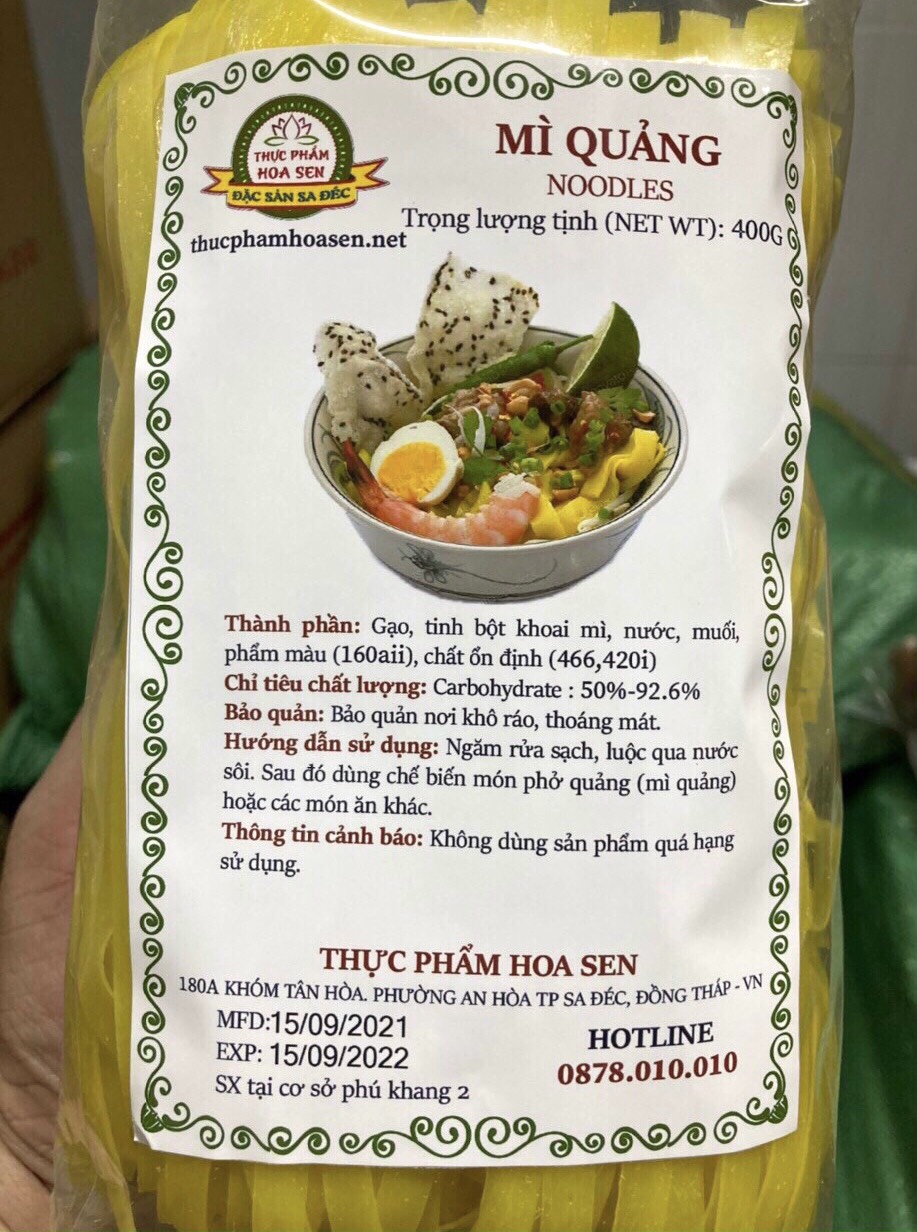 THỰC PHẨM
HOA SEN
ĐẶC SẢN SA ĐÉC
thucphamhoasen.net
MÌ QUẢNG
NOODLES
Trọng lượng tịnh (NET WT): 400G
Thành phần: Gạo, tinh bột khoai mì, nước, muối,
phẩm màu (160aii), chất ổn định (466,420i)
Chỉ tiêu chất lượng: Carbohydrate : 50%-92.6%
Bảo quản: Bảo quản nơi khô ráo, thoáng mát.
Hướng dẫn sử dụng: Ngăm rửa sạch, luộc qua nước
sôi. Sau đó dùng chế biến món phở quảng (mì quảng)
hoặc các món ăn khác.
Thông tin cảnh báo: Không dùng sản phẩm quá hạng
sử dụng.
THỰC PHẨM HOA SEN
180A KHÓM TÂN HÒA. PHƯỜNG AN HÒA TP SA ĐÉC, ĐỒNG THÁP - VN
MFD:15/09/2021
EXP: 15/09/2022
SX tại cơ sở phú khang 2
HOTLINE
0878.010.010